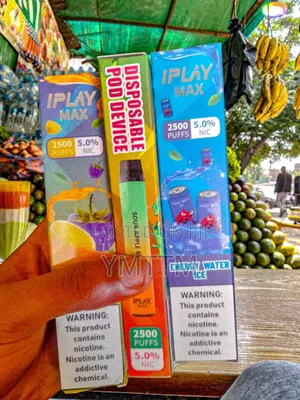 IPLAY
MAX
2500
PUFFS
5.0%
NIC
WARNING:
This product
contains
nicotine.
Nicotine is an
addictive
chemical.
DISPOSABLE
POD DEVICE
SOUR APPLE
IPLAY
MAX
2500
PUFFS
5.0%
NIC
IPLAY
MAX
2500
PUFFS
5.0%
NIC
ENERGY WATER
ICE
WARNING:
This product
contains
nicotine.
Nicotine is an
addictive
chemical.